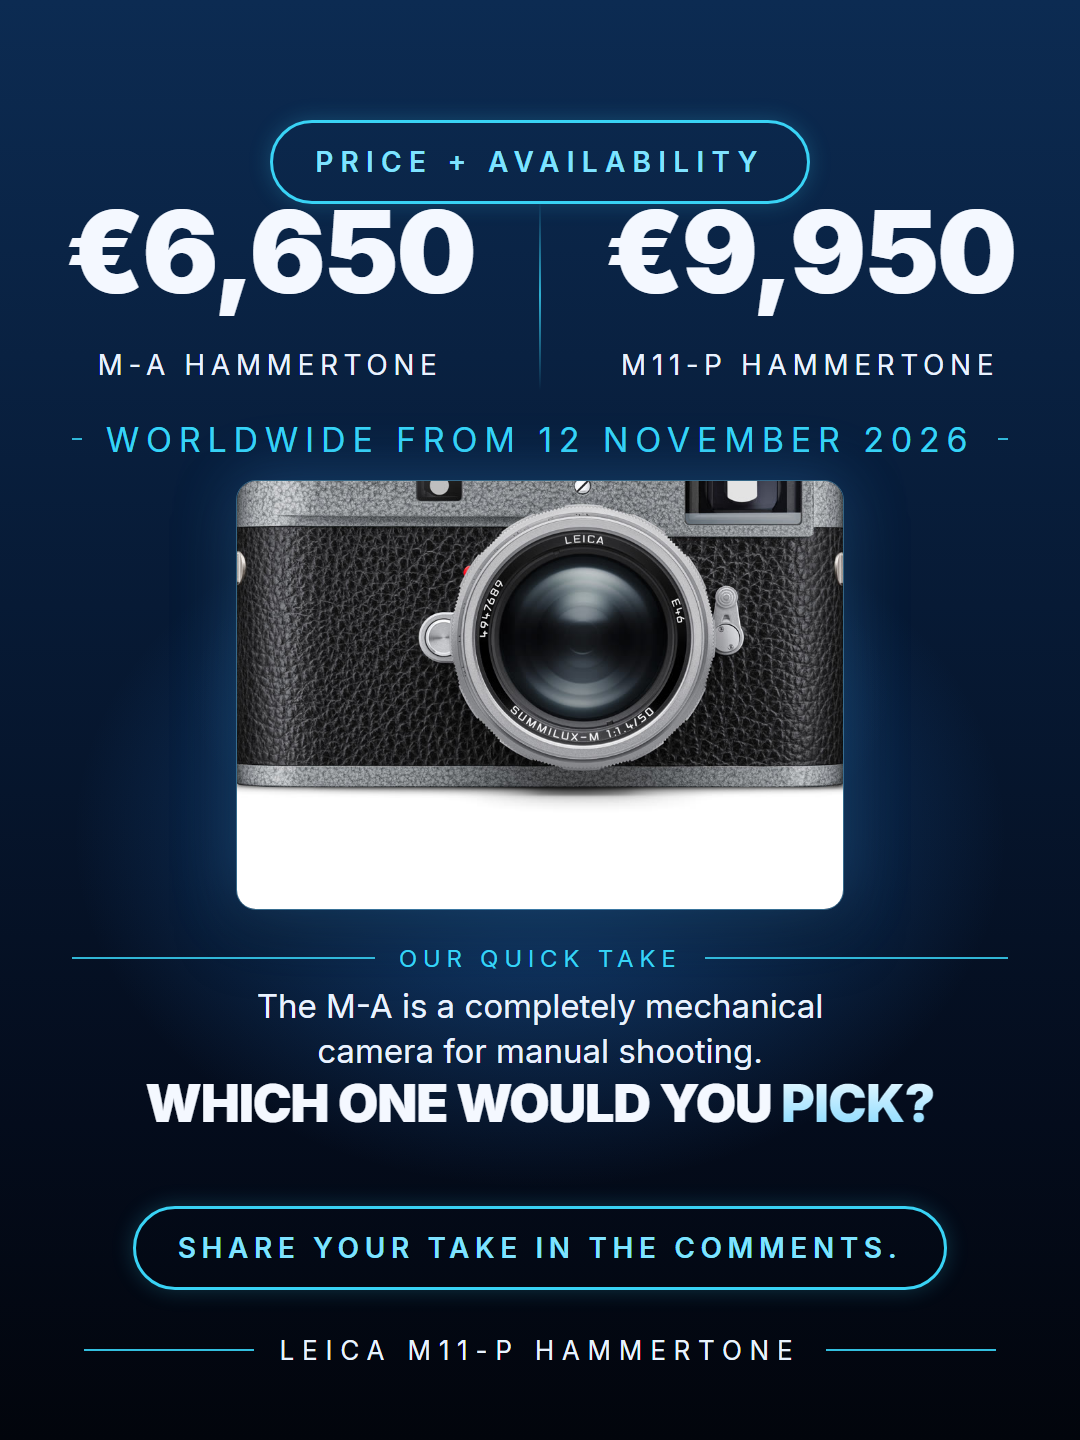 PRICE + AVAILABILITY
€6,650
€9,950
M-A HAMMERTONE
M11-P HAMMERTONE
- WORLDWIDE FROM 12 NOVEMBER 2026 -
LEICA
4947689
E46
SUMMILUX-M 1:1.4/50
OUR QUICK TAKE
The M-A is a completely mechanical
camera for manual shooting.
WHICH ONE WOULD YOU PICK?
SHARE YOUR TAKE IN THE COMMENTS.
LEICA M11-P HAMMERTONE